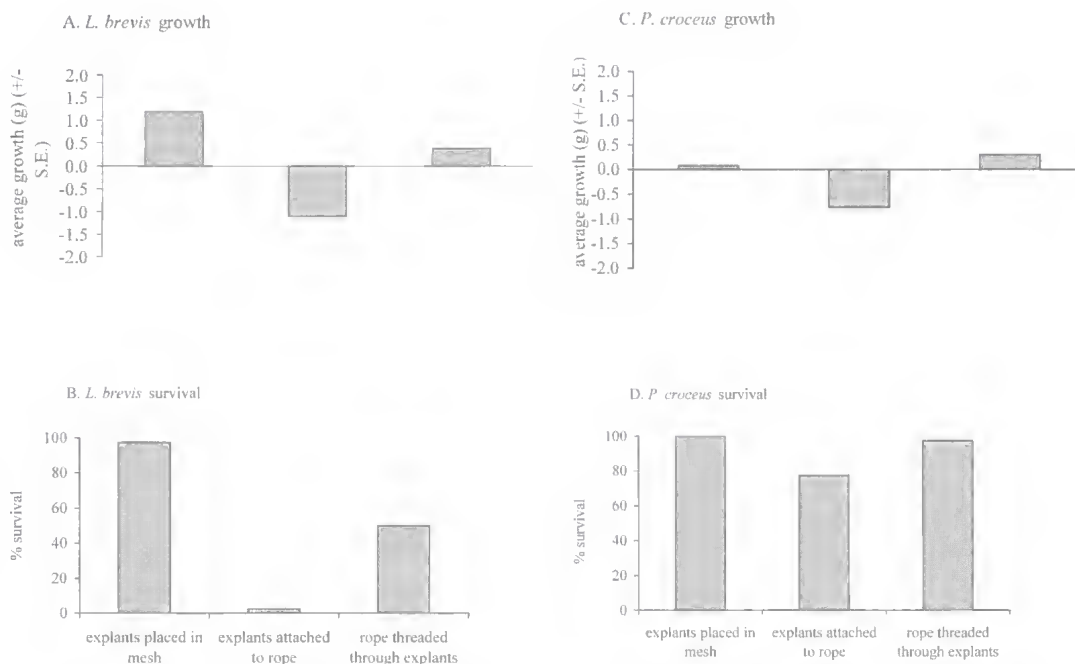 A. L. brevis growth
average growth (g) (+/-
S.E.)
2.0
1.5
1.0
0.5
0.0
-0.5
-1.0
-1.5
-2.0
C. P. croceus growth
average growth (g) (+/- S.E.)
2.0
1.5
1.0
0.5
0.0
-0.5
-1.0
-1.5
-2.0
B. L. brevis survival
% survival
100
80
60
40
20
0
explants placed in
mesh
explants attached
to rope
rope threaded
through explants
D. P croceus survival
% survival
100
80
60
40
20
0
explants placed in
mesh
explants attached
to rope
rope threaded
through explants